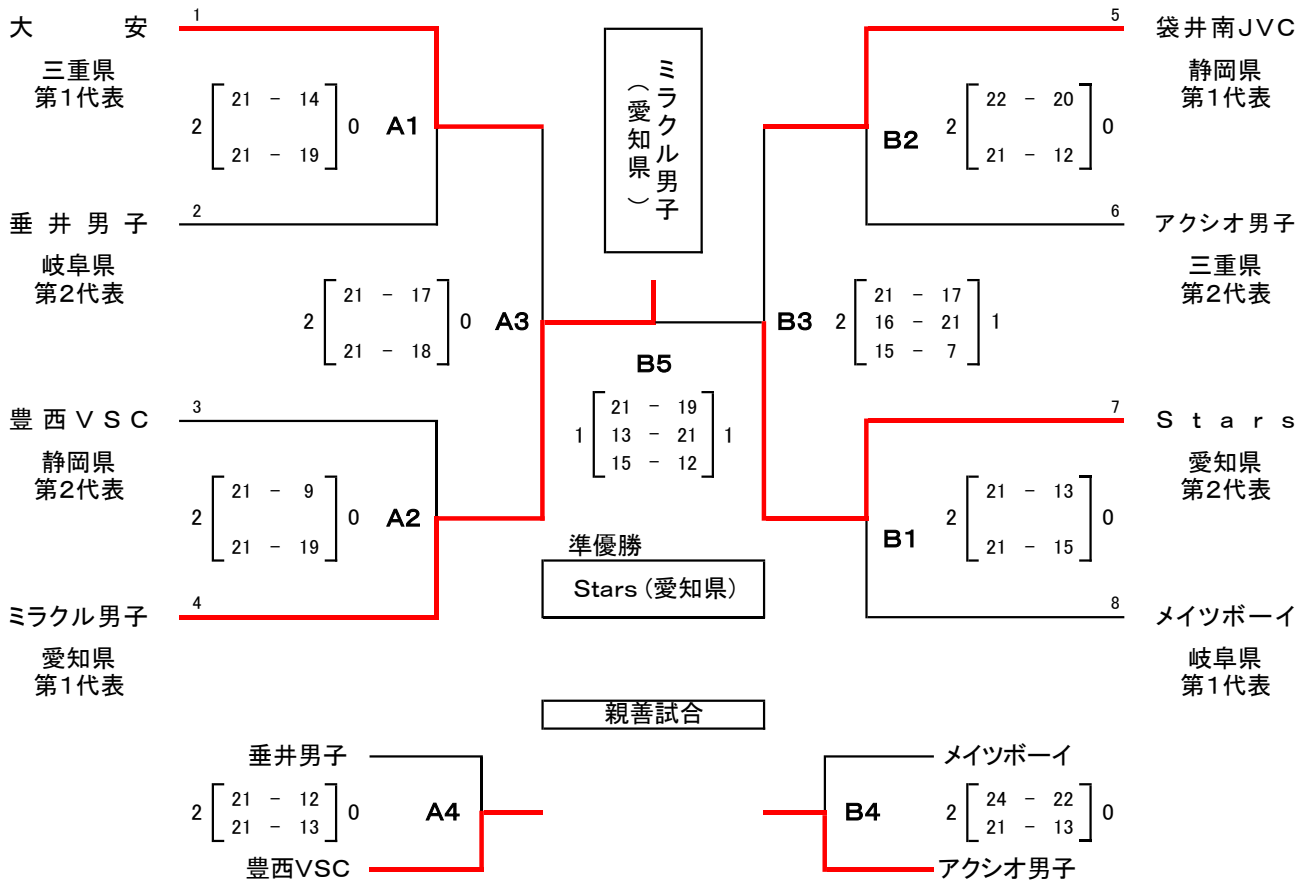 1
大安
三重県
第1代表
2 [21 - 14 0 A1
21 - 19]
2
垂井男子
岐阜県
第2代表
2 [21 - 17 0 A3
21 - 18]
3
豊西VSC
静岡県
第2代表
2 [21 - 9 0 A2
21 - 19]
4
ミラクル男子
愛知県
第1代表
ミラクル男子
（愛知県）
B5
1 [21 - 19
13 - 21 1
15 - 12]
準優勝
Stars(愛知県)
5
袋井南JVC
静岡県
第1代表
B2 2 [22 - 20 0
21 - 12]
6
アクシオ男子
三重県
第2代表
B3 2 [21 - 17
16 - 21 1
15 - 7]
7
Stars
愛知県
第2代表
B1 2 [21 - 13 0
21 - 15]
8
メイツボーイ
岐阜県
第1代表
親善試合
垂井男子
2 [21 - 12 0 A4
21 - 13]
豊西VSC
メイツボーイ
B4 2 [24 - 22 0
21 - 13]
アクシオ男子